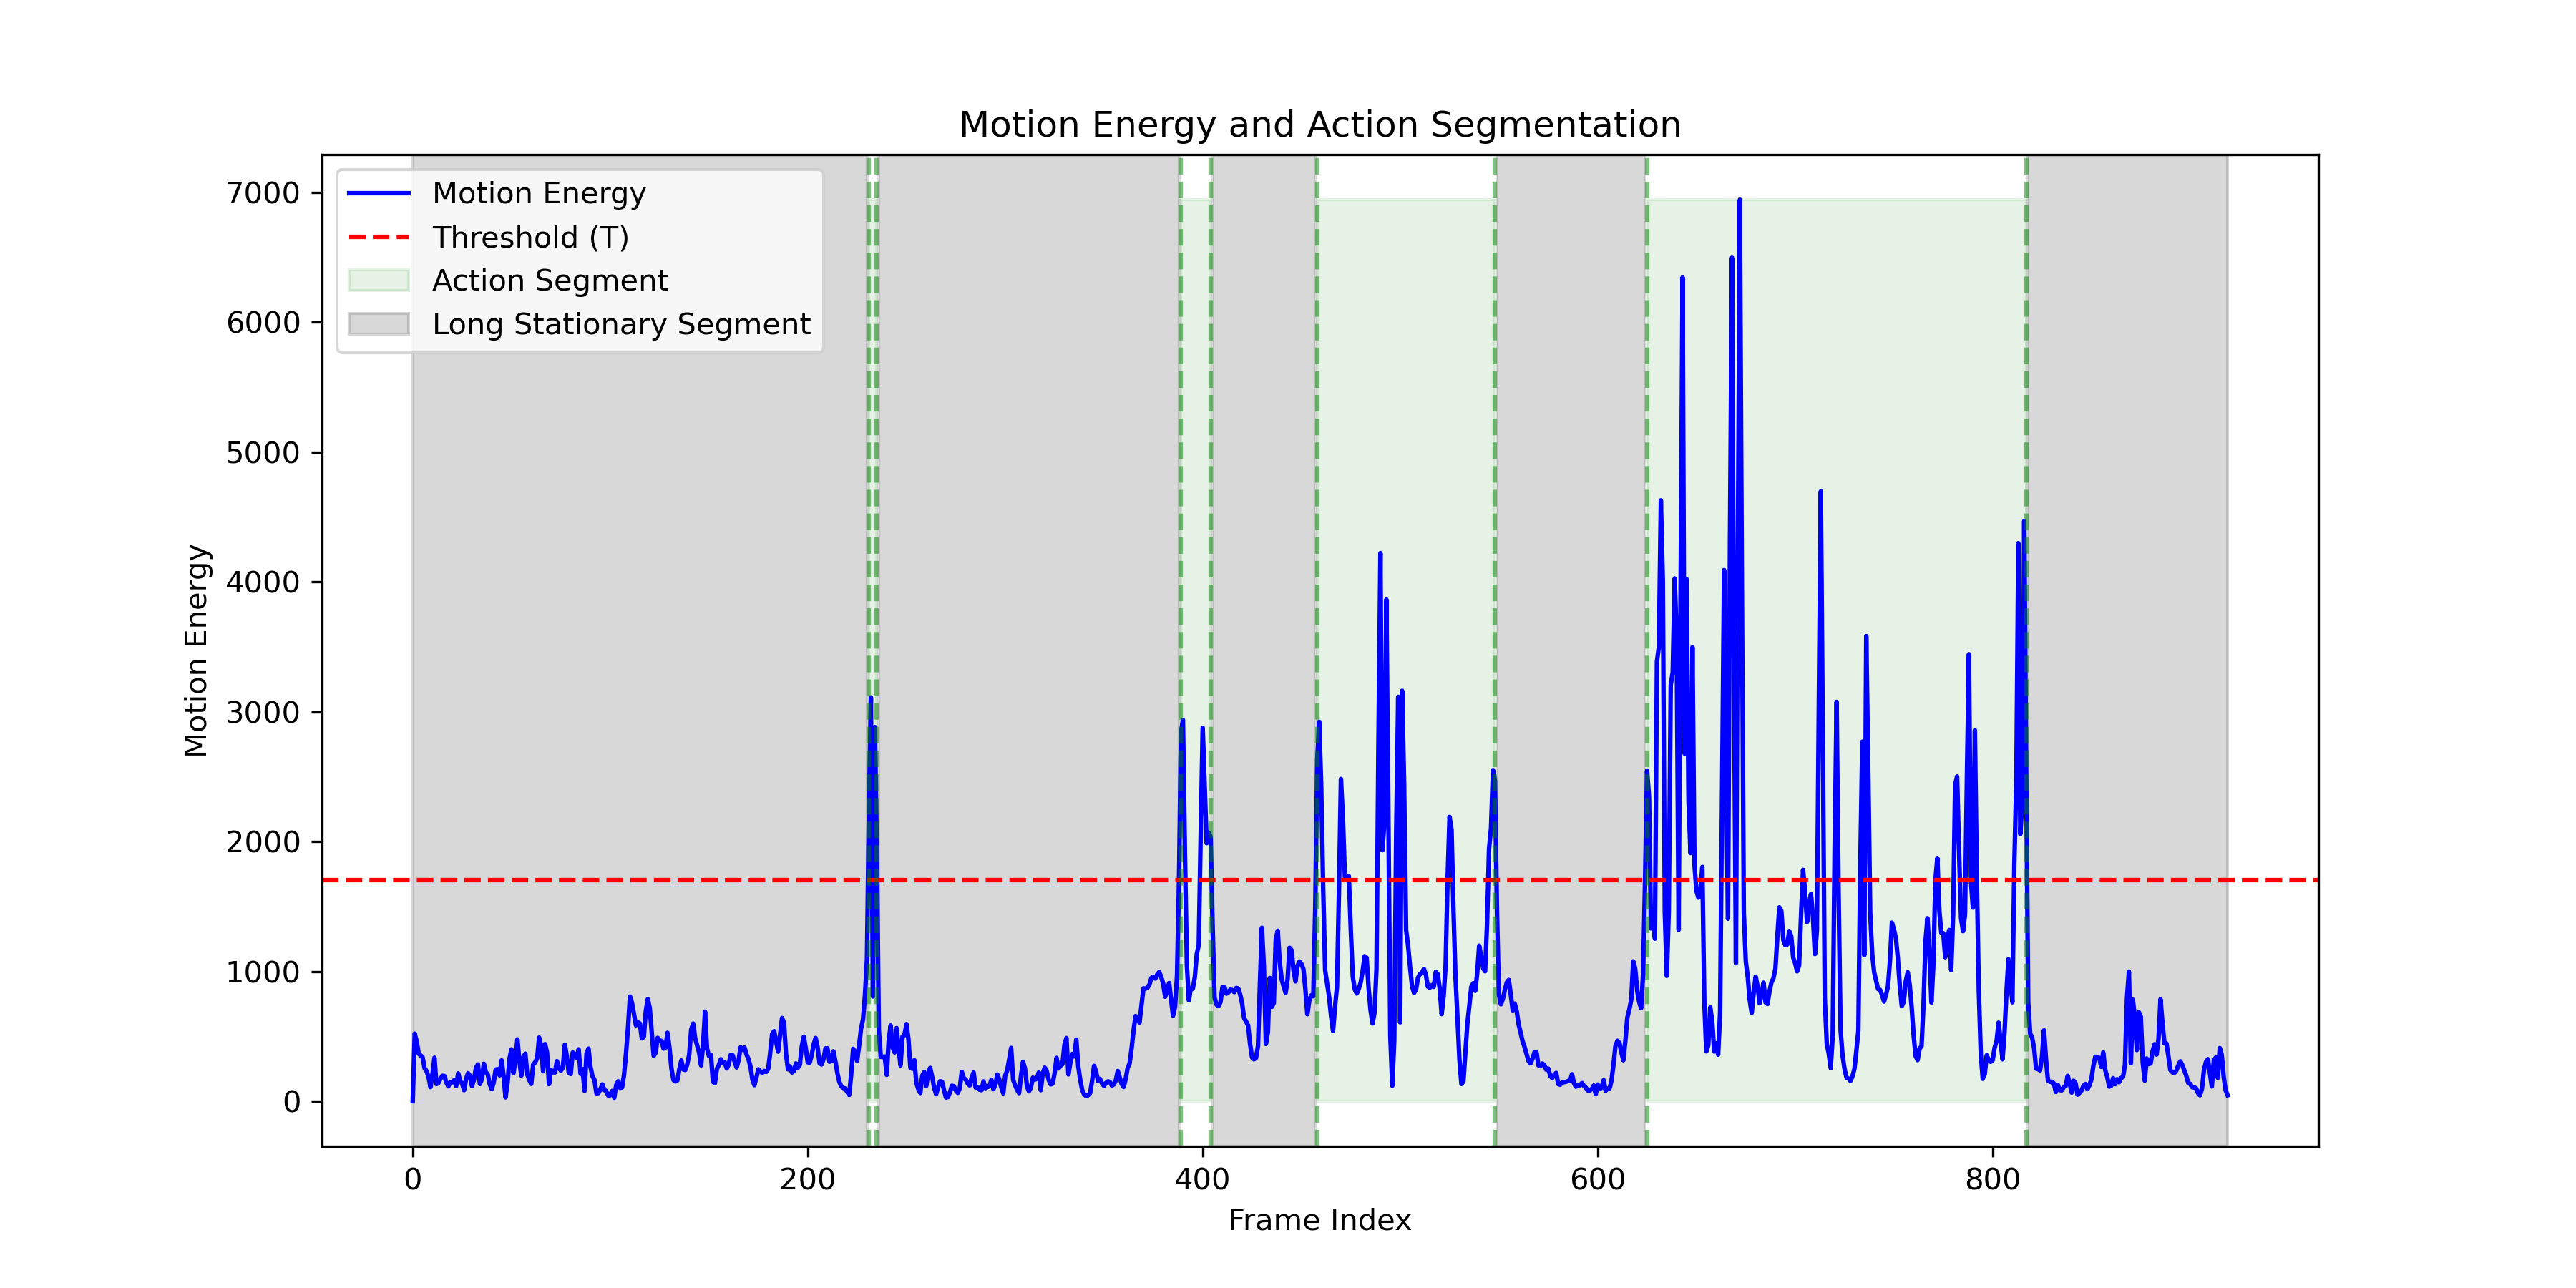 Motion Energy and Action Segmentation
Motion Energy
Threshold (T)
Action Segment
Long Stationary Segment
7000
6000
5000
4000
3000
2000
1000
0
Motion Energy
0 200 400 600 800
Frame Index